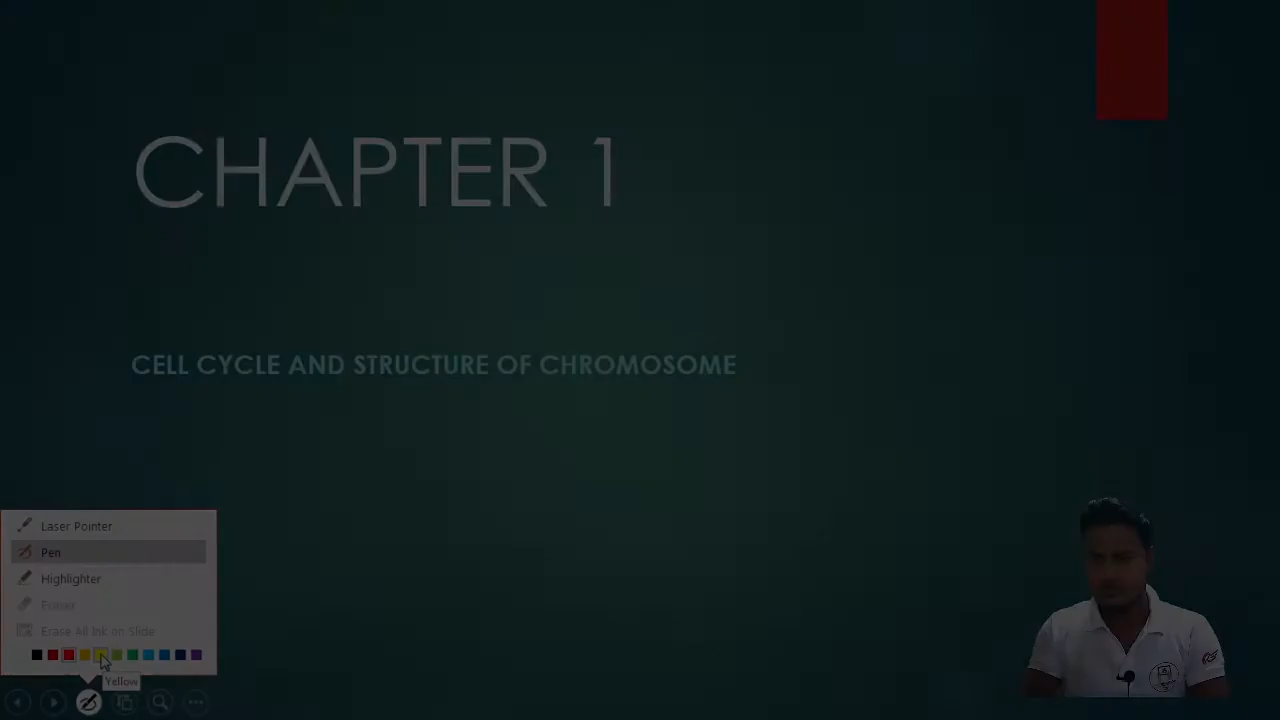 CHAPTER 1
CELL CYCLE AND STRUCTURE OF CHROMOSOME
Laser Pointer
Pen
Highlighter
Eraser
Erase All Ink on Slide
Yellow